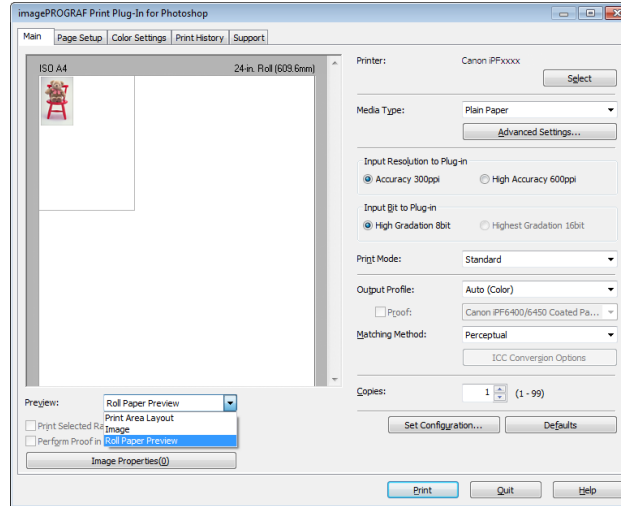 imagePROGRAF Print Plug-In for Photoshop
Main Page Setup Color Settings Print History Support
ISO A4 24-in. Roll (609.6mm)
Printer: Canon iPFxxxx
Select
Media Type: Plain Paper
Advanced Settings...
Input Resolution to Plug-in
Accuracy 300ppi High Accuracy 600ppi
Input Bit to Plug-in
High Gradation 8bit Highest Gradation 16bit
Print Mode: Standard
Output Profile: Auto (Color)
Proof: Canon iPF6400/6450 Coated Pa...
Matching Method: Perceptual
ICC Conversion Options
Copies: 1 (1 - 99)
Set Configuration... Defaults
Preview: Roll Paper Preview
Print Area Layout
Image
Roll Paper Preview
Print Selected Ra
Perform Proof in
Image Properties(0)
Print Quit Help